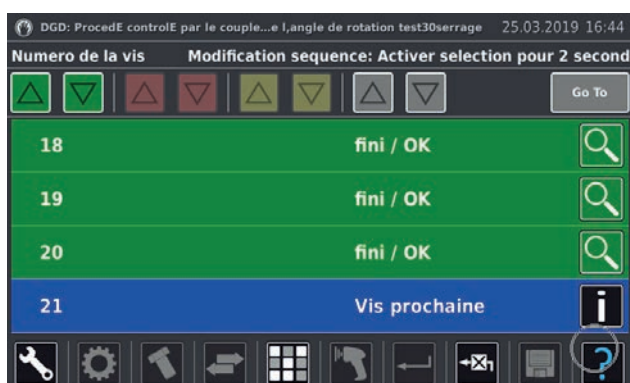 DGD: ProcedE controlE par le couple...e l,angle de rotation test30serrage 25.03.2019 16:44
Numero de la vis Modification sequence: Activer selection pour 2 second
Go To
18 fini / OK
19 fini / OK
20 fini / OK
21 Vis prochaine i
?